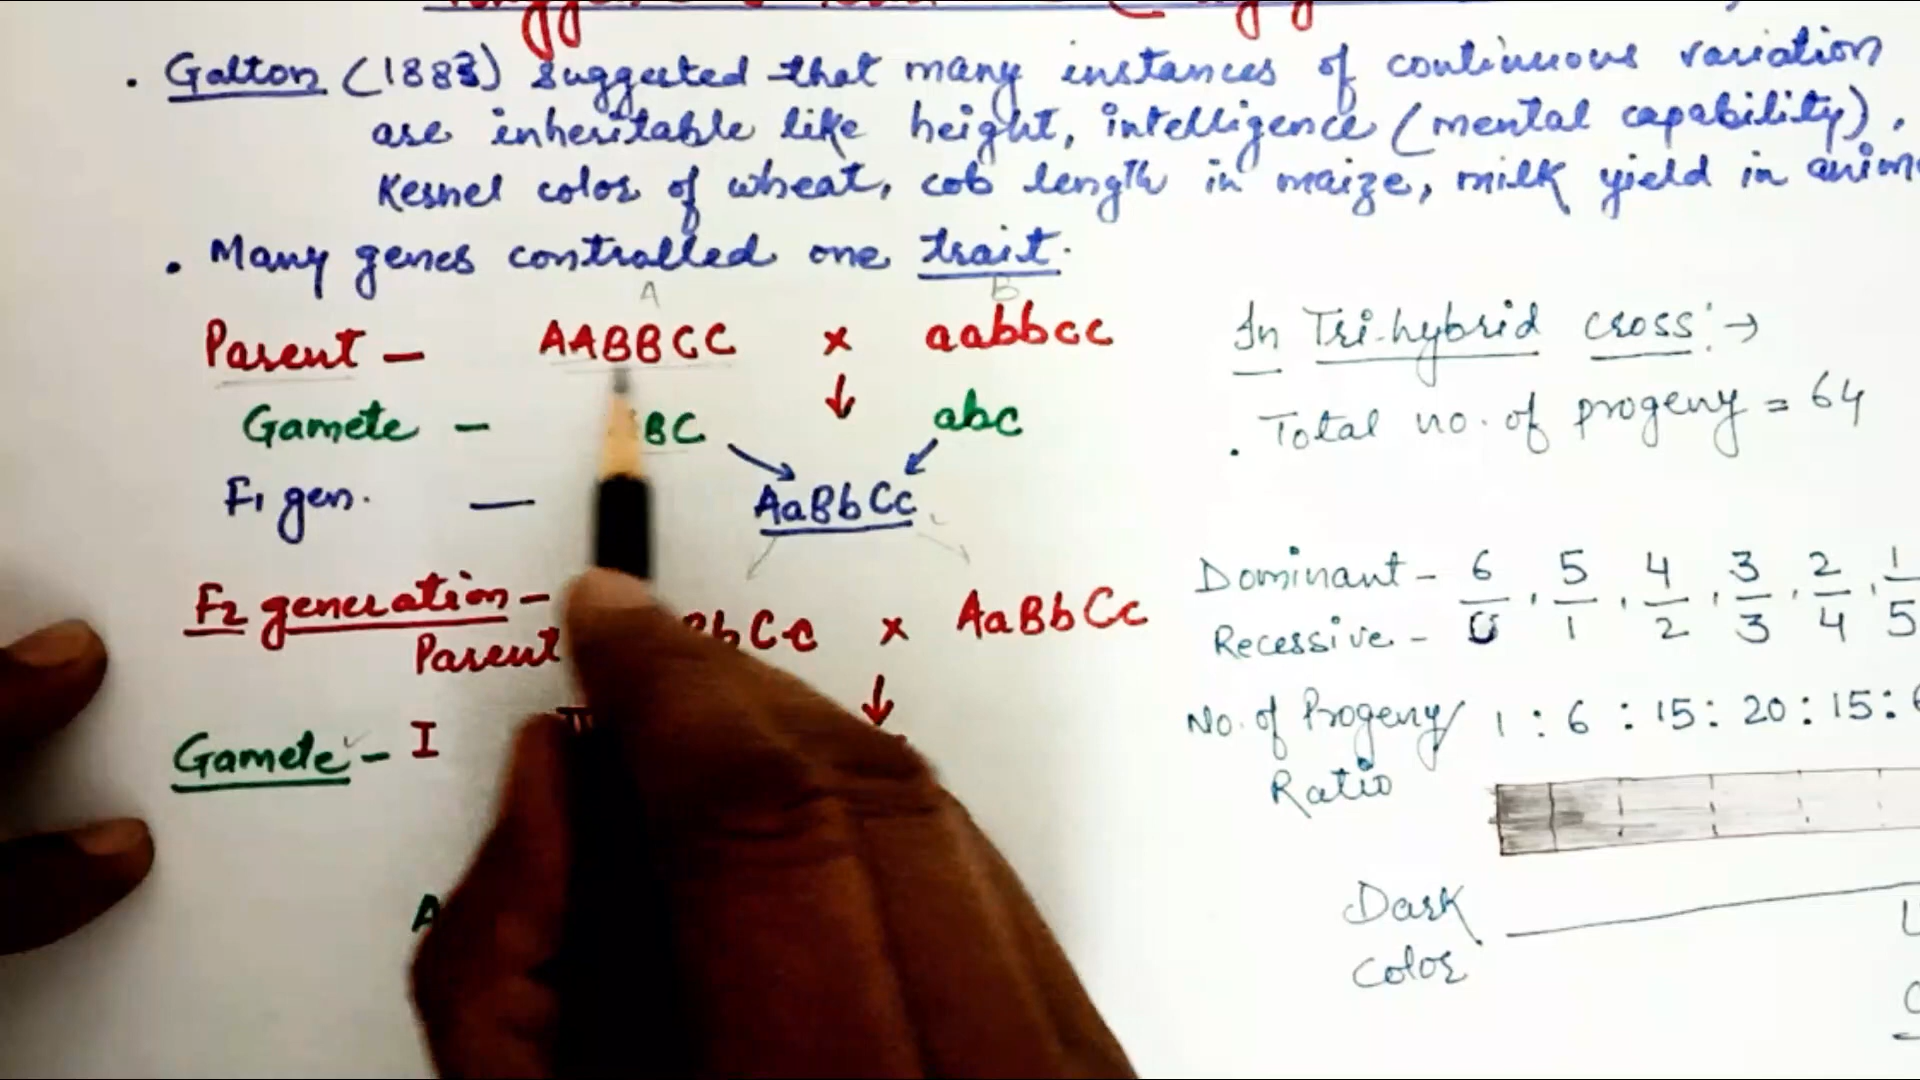 . Galton (1883) suggested that many instances of continuous variation
are inheritable like height, intelligence (mental capability),
Kernel color of wheat, cob length in maize, milk yield in anim
. Many genes controlled one trait.
A B
Parent - AABBCC x aabbcc
Gamete - BC abc
F1 gen. - AaBbCc
F2 generation -
Parent bCc x AaBbCc
Gamete - I
A
In Tri-hybrid cross:→
. Total no. of progeny = 64
Dominant - 6, 5, 4, 3, 2, 1
Recessive - 0 1 2 3 4 5
No. of Progeny/ 1 : 6 : 15 : 20 : 15 : 6
Ratio
Dark
color